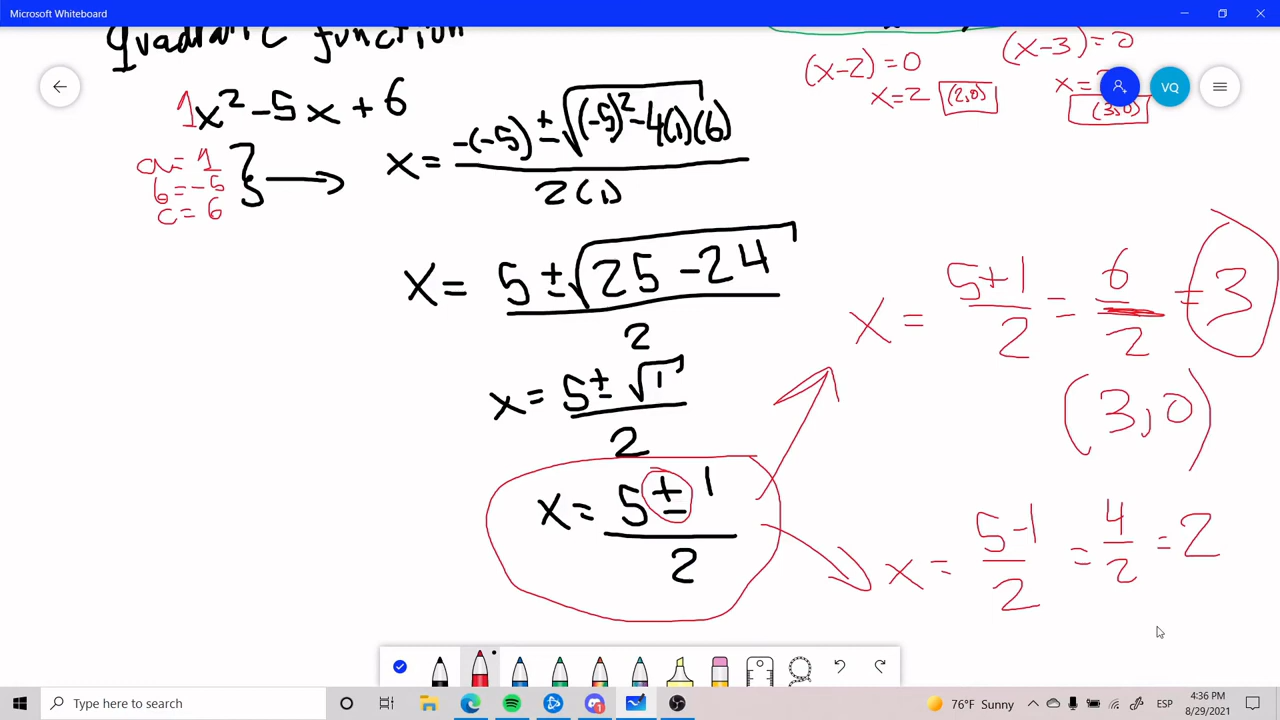 Microsoft Whiteboard
Quadratic function
1x² -5x + 6
a= 1
b= -5
c= 6
x= -(-5) ± √(-5)² -4(1)(6) / 2(1)
x= 5 ± √25 -24 / 2
x= 5 ± √1 / 2
x= 5 ± 1 / 2
(x-2) =0
x=2 (2,0)
(x-3) =0
(3,0)
VQ
x = 5+1 / 2 = 6 / 2 = 3
(3,0)
x = 5-1 / 2 = 4 / 2 = 2
Type here to search
76°F Sunny
ESP
4:36 PM
8/29/2021